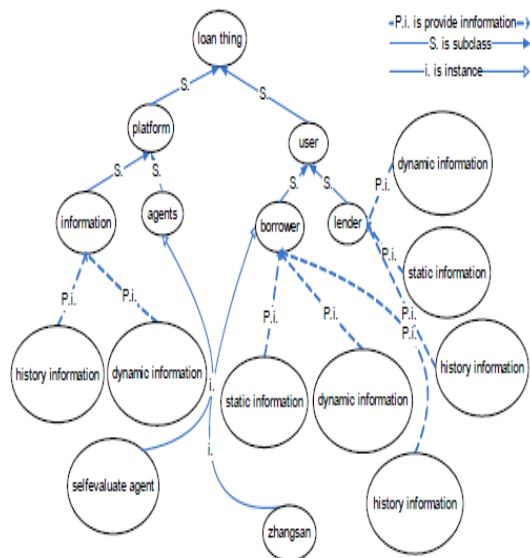 P.i. is provide innformation
S. is subclass
i. is instance
loan thing
S.
S.
platform
user
S.
S.
S.
S.
dynamic information
P.i.
information
agents
borrower
lender
P.i.
static information
P.i.
P.i.
P.i.
P.i.
P.i.
P.i.
history information
dynamic information
static information
dynamic information
history information
i.
i.
selfevaluate agent
history information
zhangsan